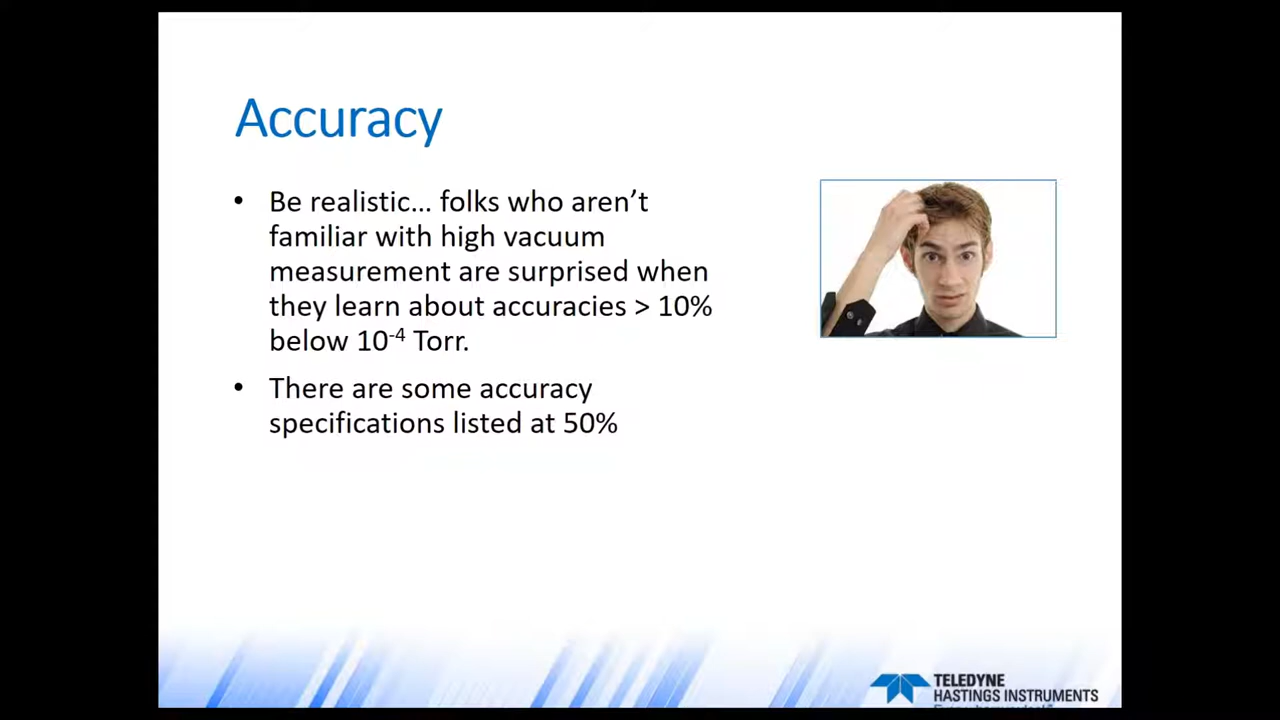 Accuracy
• Be realistic... folks who aren’t
familiar with high vacuum
measurement are surprised when
they learn about accuracies > 10%
below 10⁻⁴ Torr.
• There are some accuracy
specifications listed at 50%
TELEDYNE
HASTINGS INSTRUMENTS